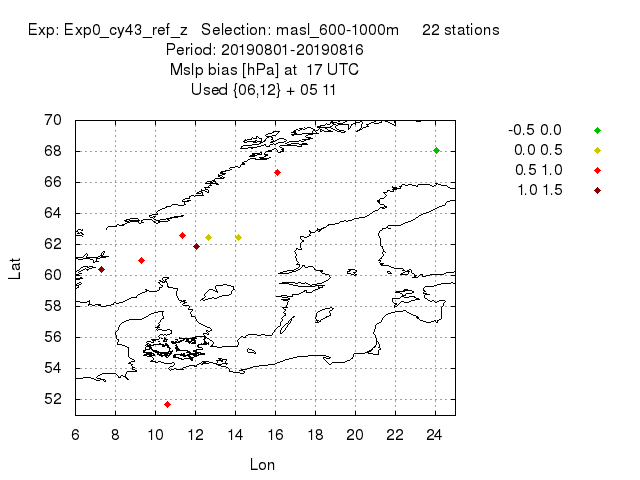 Exp: Exp0_cy43_ref_z   Selection: masl_600-1000m     22 stations
Period: 20190801-20190816
Mslp bias [hPa] at  17 UTC
Used {06,12} + 05 11
70
68
66
64
62
60
58
56
54
52
Lat
6 8 10 12 14 16 18 20 22 24
Lon
-0.5 0.0
0.0 0.5
0.5 1.0
1.0 1.5